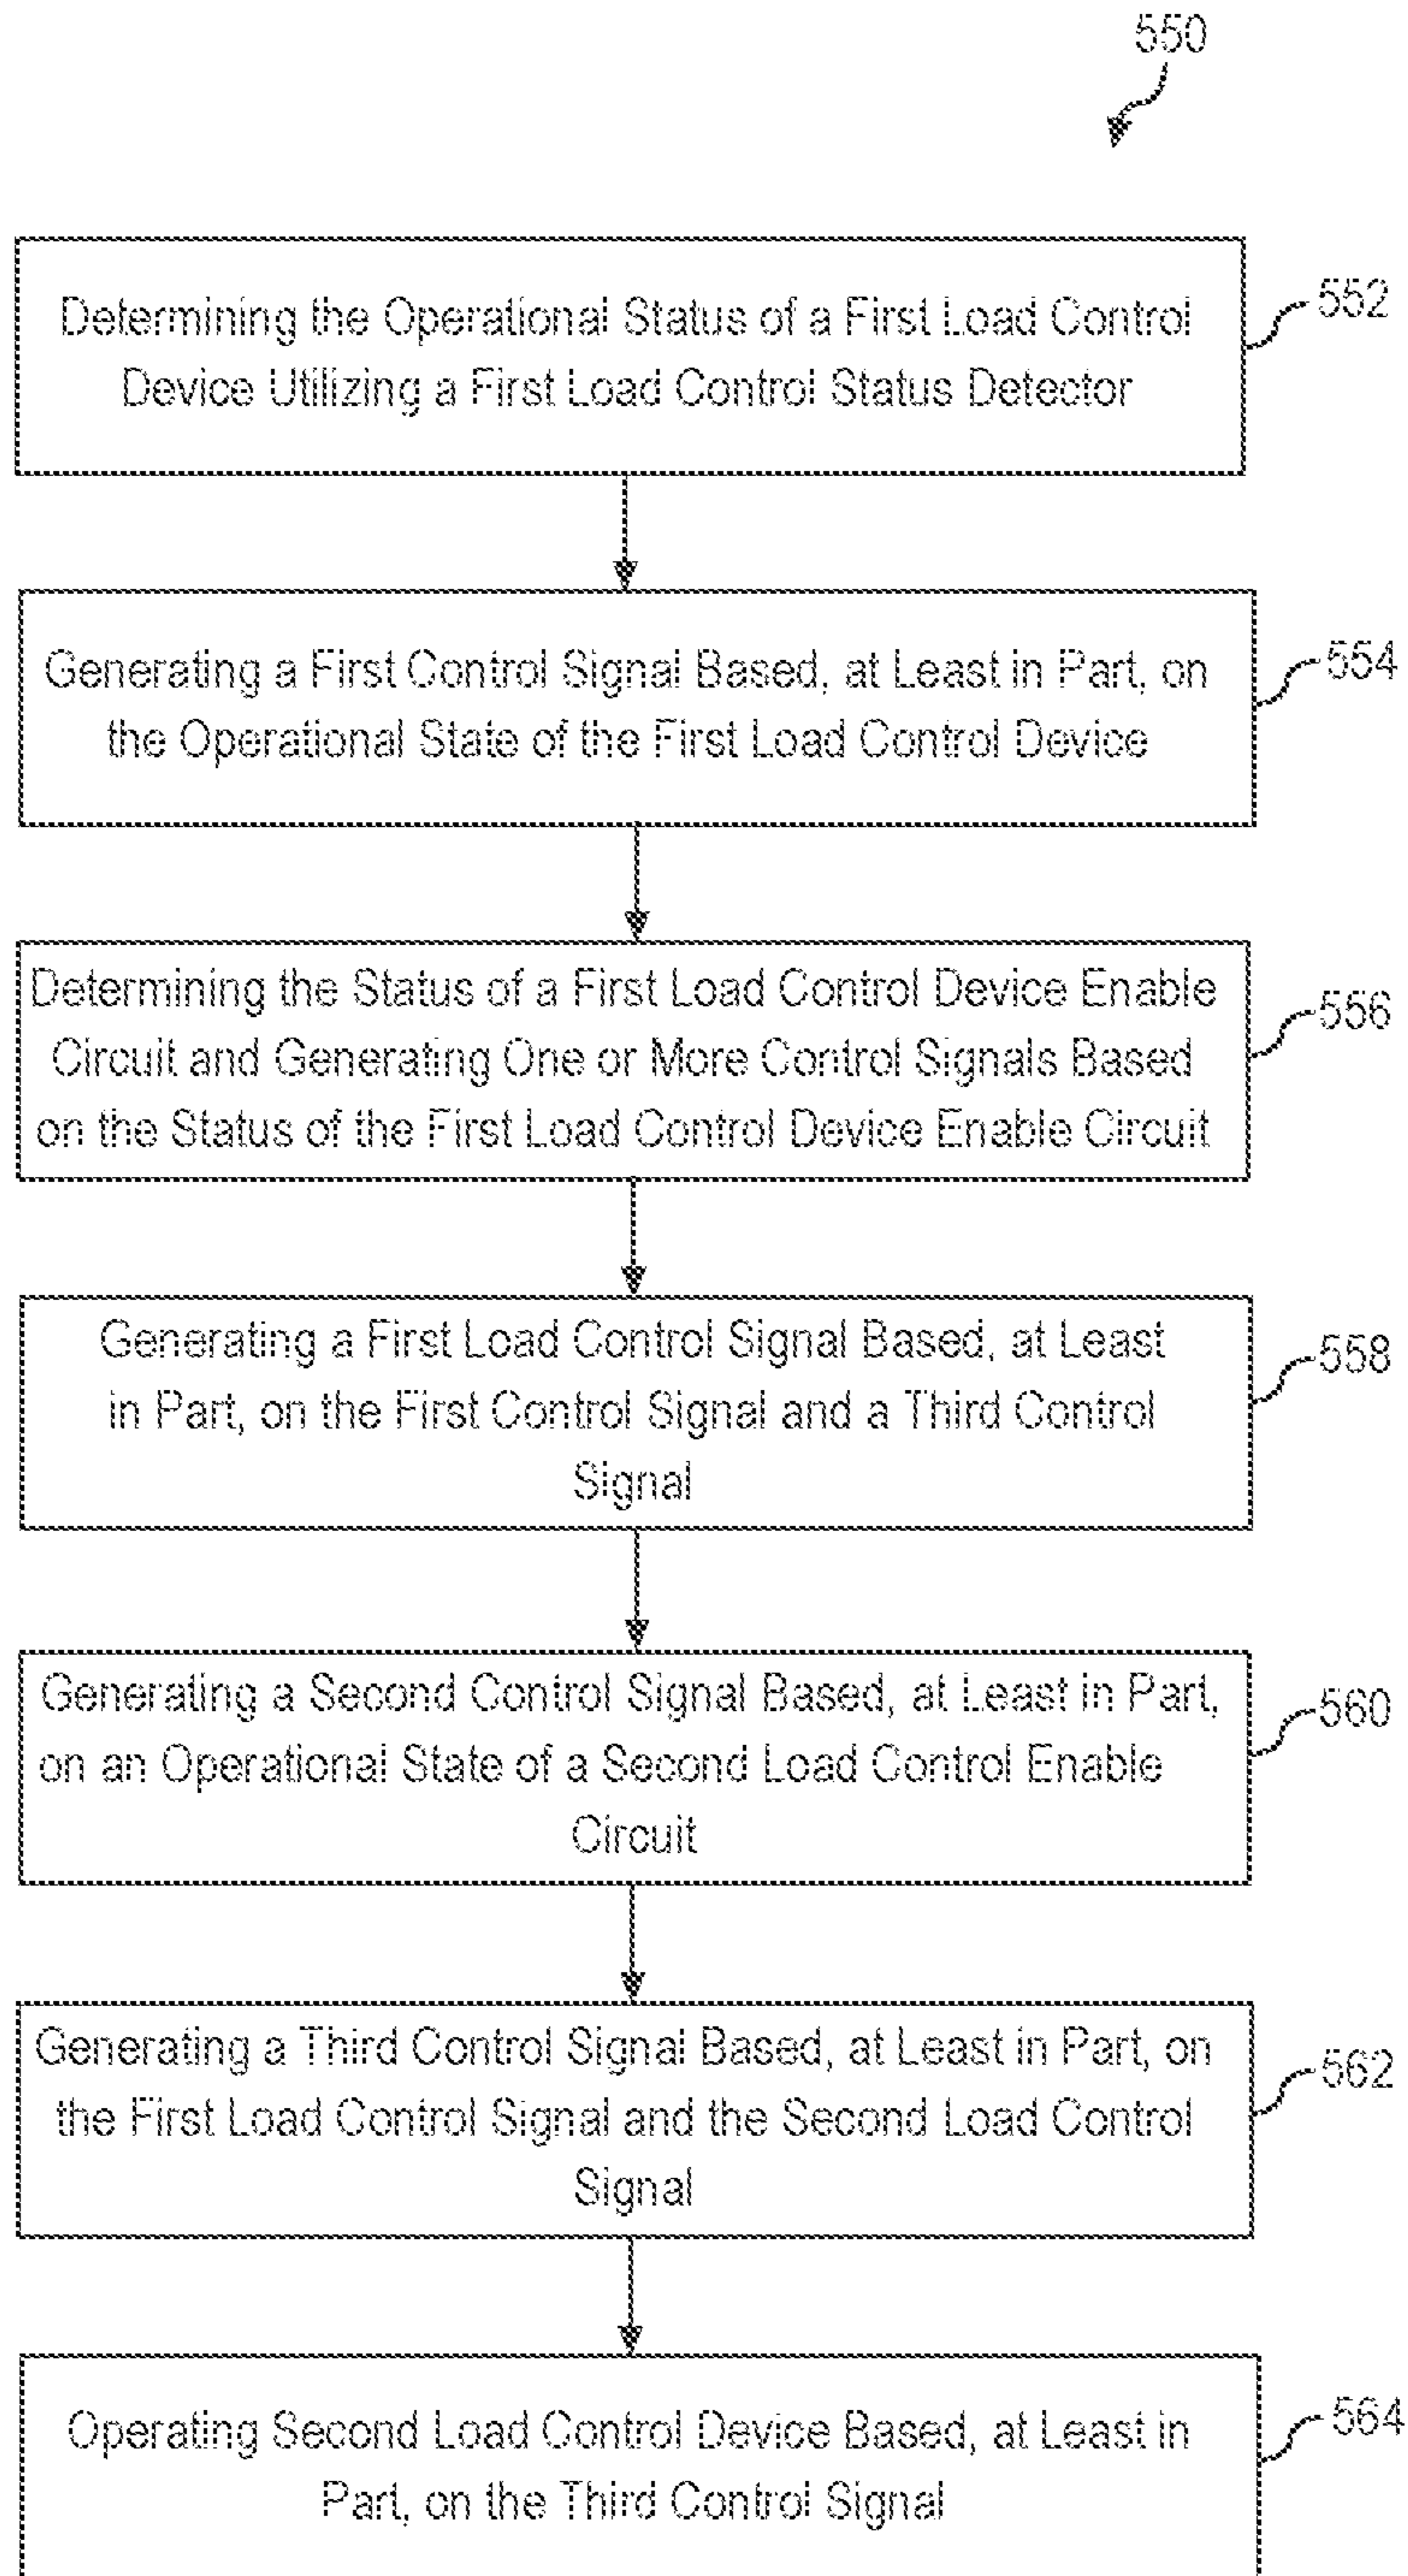 550
Determining the Operational Status of a First Load Control
Device Utilizing a First Load Control Status Detector
552
Generating a First Control Signal Based, at Least in Part, on
the Operational State of the First Load Control Device
554
Determining the Status of a First Load Control Device Enable
Circuit and Generating One or More Control Signals Based
on the Status of the First Load Control Device Enable Circuit
556
Generating a First Load Control Signal Based, at Least
in Part, on the First Control Signal and a Third Control
Signal
558
Generating a Second Control Signal Based, at Least in Part,
on an Operational State of a Second Load Control Enable
Circuit
560
Generating a Third Control Signal Based, at Least in Part, on
the First Load Control Signal and the Second Load Control
Signal
562
Operating Second Load Control Device Based, at Least in
Part, on the Third Control Signal
564